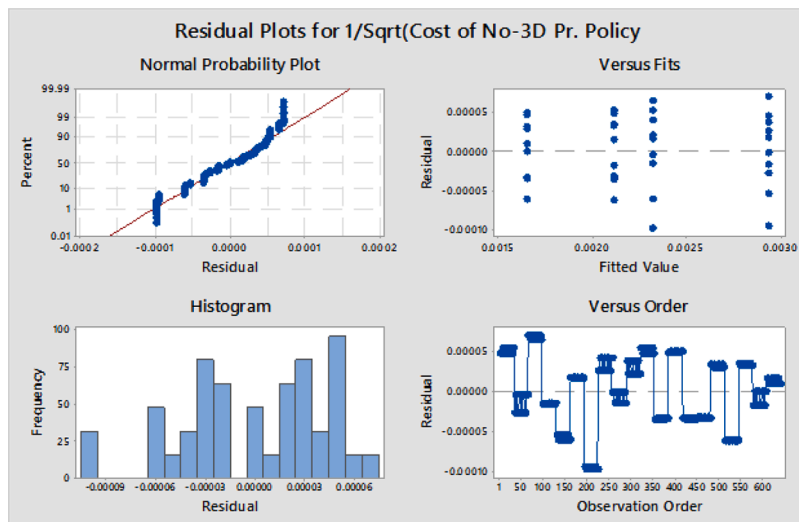 Residual Plots for 1/Sqrt(Cost of No-3D Pr. Policy
Normal Probability Plot
99.99
99
90
50
10
1
0.01
Percent
-0.0002
-0.0001
0.0000
0.0001
0.0002
Residual
Versus Fits
0.00005
0.00000
-0.00005
-0.00010
Residual
0.0015
0.0020
0.0025
0.0030
Fitted Value
Histogram
100
75
50
25
0
Frequency
-0.00009
-0.00006
-0.00003
0.00000
0.00003
0.00006
Residual
Versus Order
0.00005
0.00000
-0.00005
-0.00010
Residual
1 50 100 150 200 250 300 350 400 450 500 550 600
Observation Order